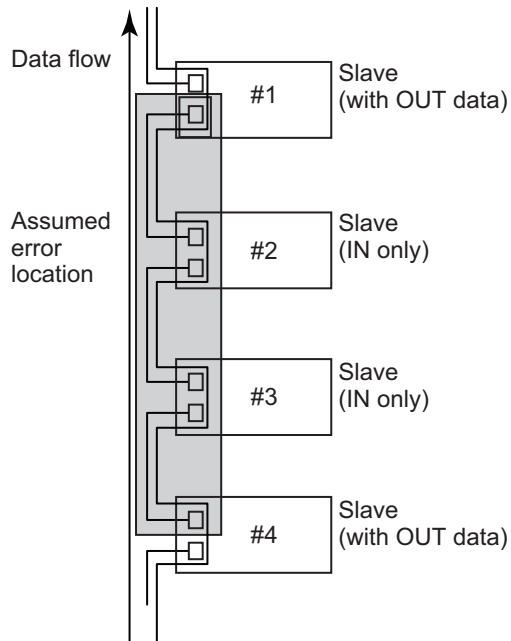 Data flow
#1
Slave
(with OUT data)
Assumed
error
location
#2
Slave
(IN only)
#3
Slave
(IN only)
#4
Slave
(with OUT data)